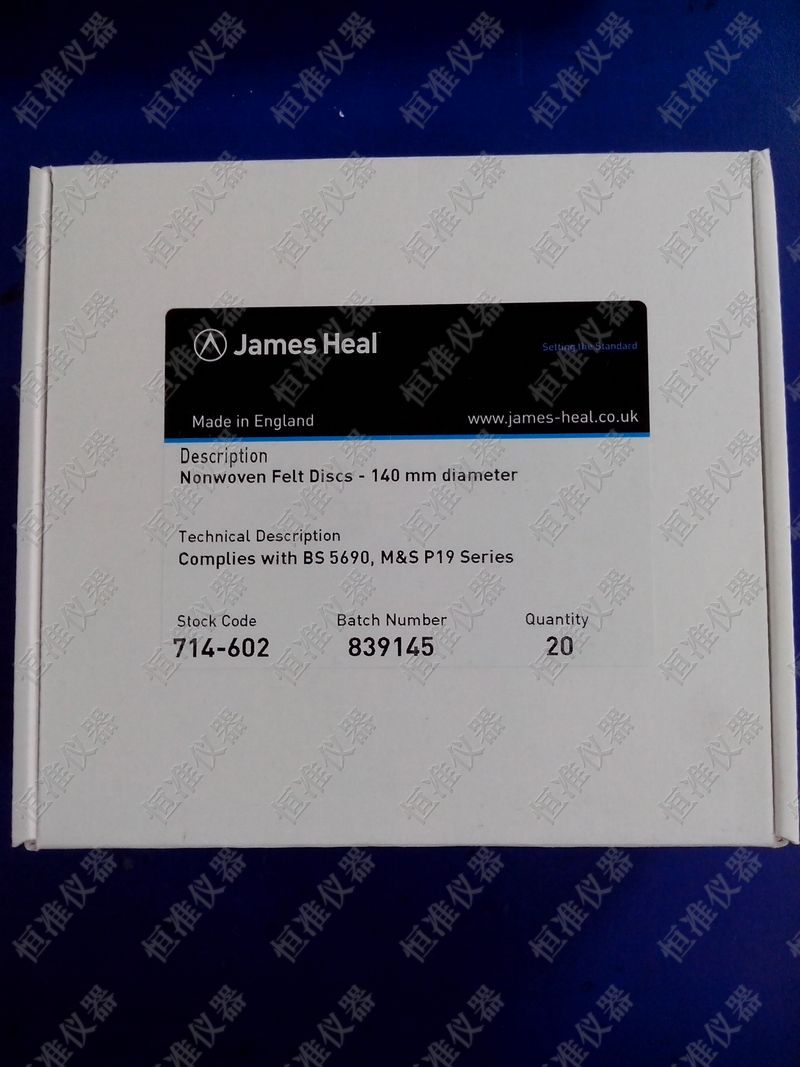 James Heal
Setting the Standard
Made in England
www.james-heal.co.uk
Description
Nonwoven Felt Discs - 140 mm diameter
Technical Description
Complies with BS 5690, M&S P19 Series
Stock Code Batch Number Quantity
714-602 839145 20
恒准仪器